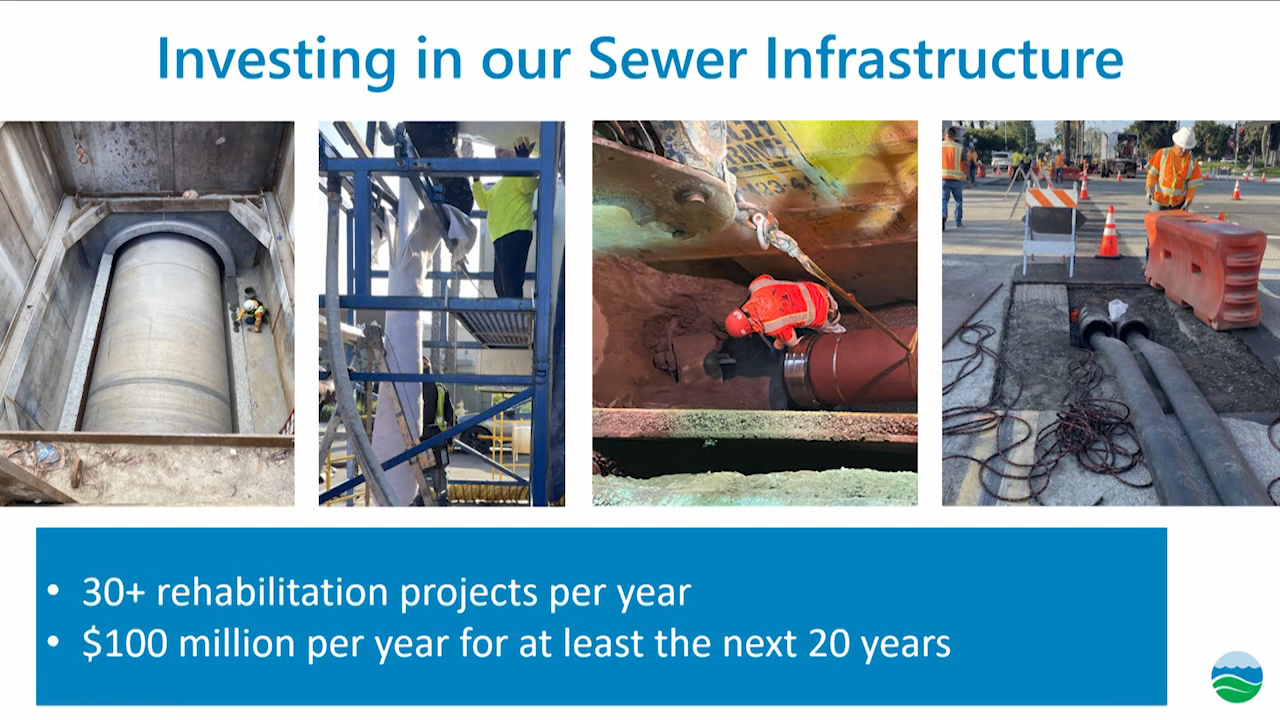 Investing in our Sewer Infrastructure
• 30+ rehabilitation projects per year
• $100 million per year for at least the next 20 years